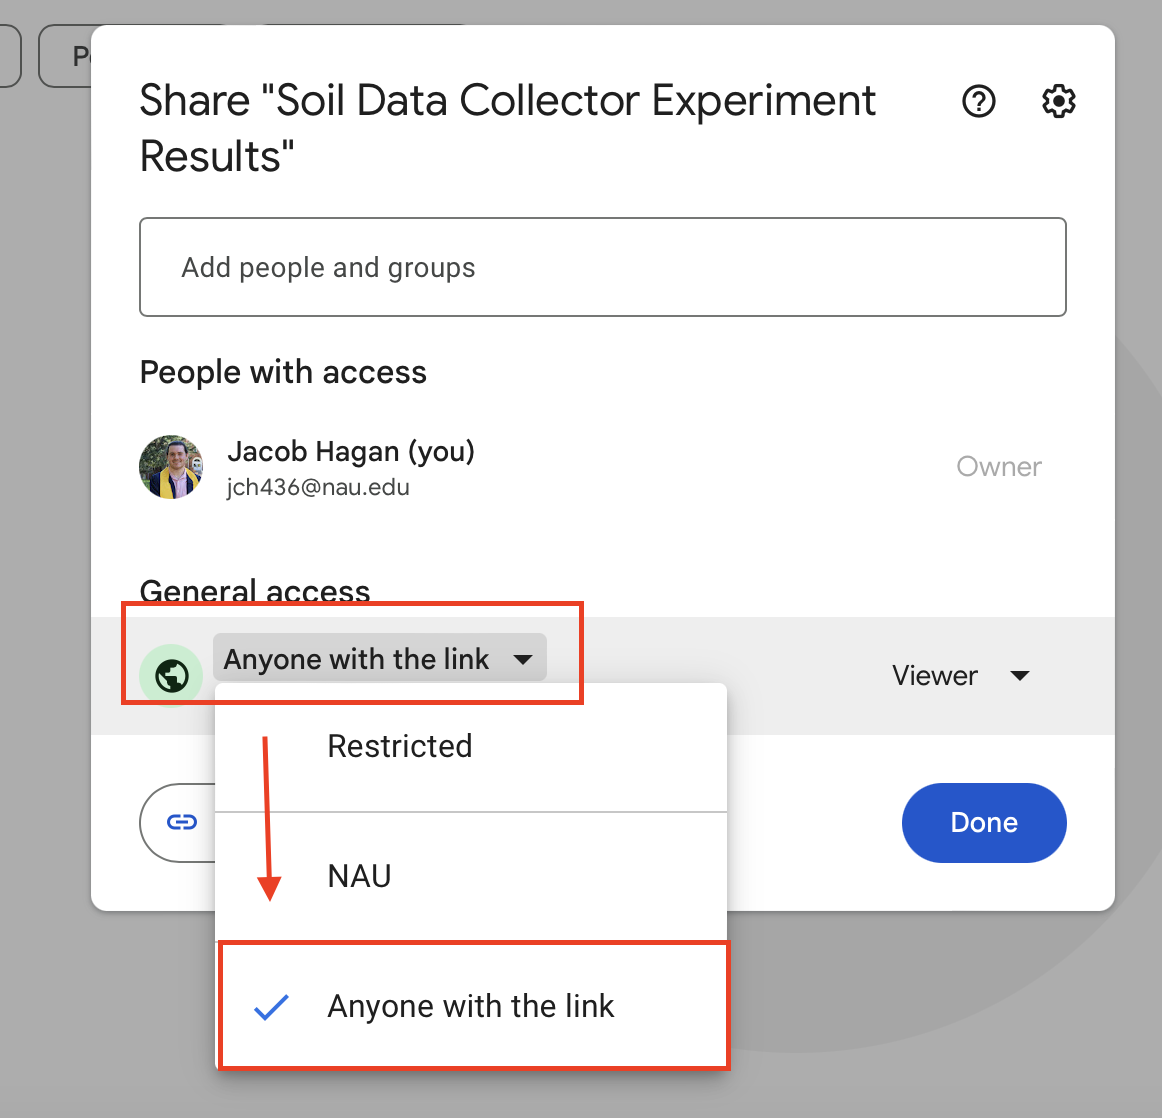 Share "Soil Data Collector Experiment
Results"
Add people and groups
People with access
Jacob Hagan (you)
jch436@nau.edu
Owner
General access
Anyone with the link
Viewer
Restricted
NAU
Anyone with the link
Done